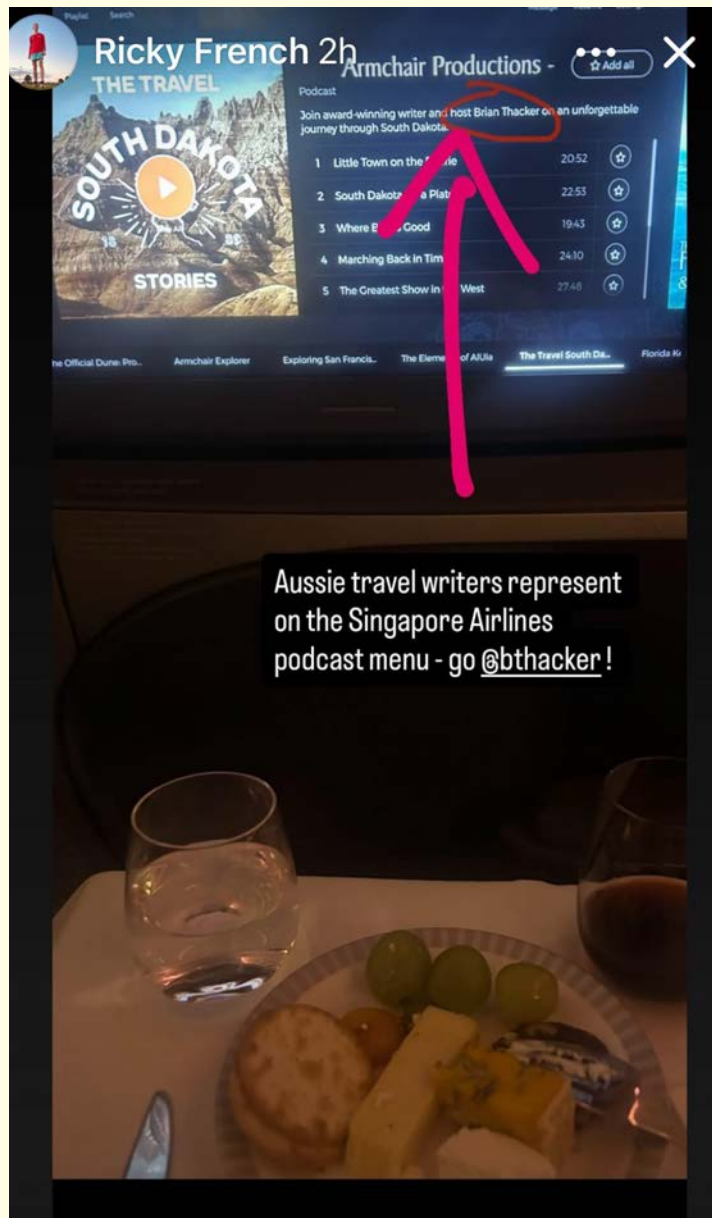 Playlist Search
Ricky French 2h
Armchair Productions -
Add all
THE TRAVEL
SOUTH DAKOTA
STORIES
Podcast
Join award-winning writer and host Brian Thacker on an unforgettable
journey through South Dakota.
1 Little Town on the 20:52
2 South Dakota 22:53
3 Where Good 19:43
4 Marching Back in Tim 24:10
5 The Greatest Show in West 27:48
he Official Dune: Pro... Armchair Explorer Exploring San Francis... The Elem of AlUla The Travel South Da... Florida Ke
Aussie travel writers represent
on the Singapore Airlines
podcast menu - go @bthacker!